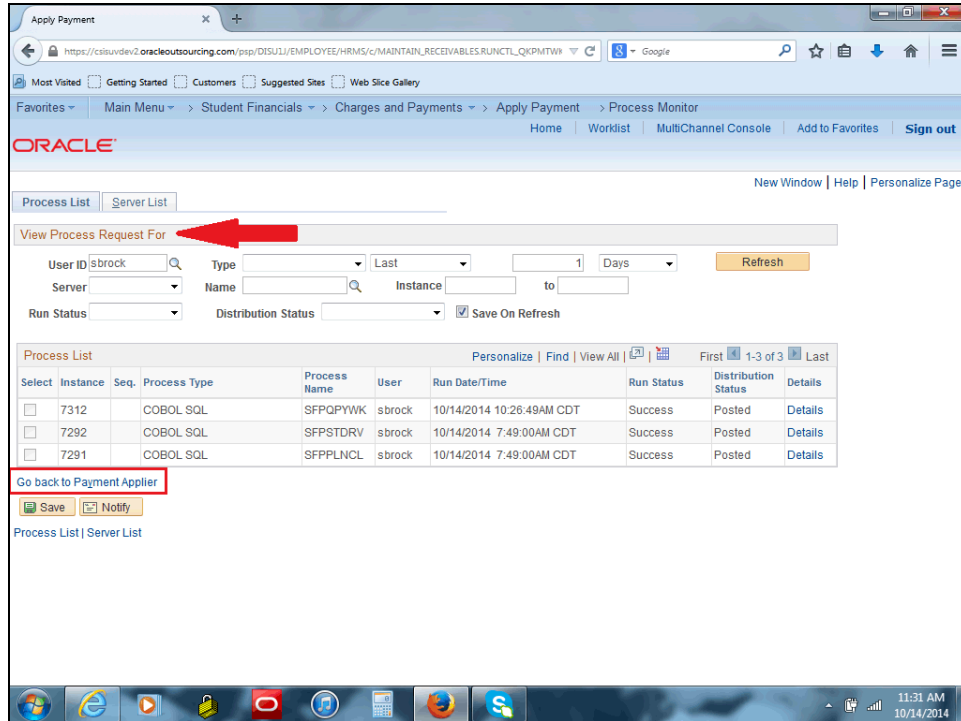 Apply Payment
https://csisuvdev2.oracleoutsourcing.com/psp/DISU1J/EMPLOYEE/HRMS/c/MAINTAIN_RECEIVABLES.RUNCTL_QKPMTWK 8 Google
Most Visited Getting Started Customers Suggested Sites Web Slice Gallery
Favorites Main Menu > Student Financials > Charges and Payments > Apply Payment > Process Monitor
Home Worklist MultiChannel Console Add to Favorites Sign out
ORACLE
New Window | Help | Personalize Page
Process List Server List
View Process Request For
User ID sbrock Type Last 1 Days Refresh
Server Name Instance to
Run Status Distribution Status Save On Refresh
Process List Personalize | Find | View All | First 1-3 of 3 Last
Select Instance Seq. Process Type Process Name User Run Date/Time Run Status Distribution Status Details
7312 COBOL SQL SFPQPYWK sbrock 10/14/2014 10:26:49AM CDT Success Posted Details
7292 COBOL SQL SFPSTDRV sbrock 10/14/2014 7:49:00AM CDT Success Posted Details
7291 COBOL SQL SFPPLNCL sbrock 10/14/2014 7:49:00AM CDT Success Posted Details
Go back to Payment Applier
Save Notify
Process List | Server List
11:31 AM
10/14/2014